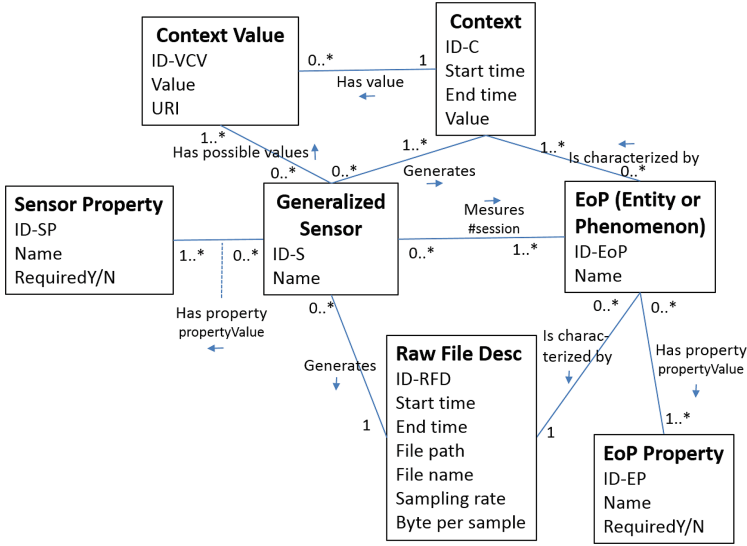 Context Value
ID-VCV
Value
URI
0..*
1
Has value
Context
ID-C
Start time
End time
Value
1..*
Has possible values
0..*
0..*
1..*
Generates
1..*
Is characterized by
0..*
Sensor Property
ID-SP
Name
RequiredY/N
1..*
0..*
Has property
propertyValue
Generalized
Sensor
ID-S
Name
Mesures
#session
0..*
1..*
EoP (Entity or
Phenomenon)
ID-EoP
Name
0..*
Generates
1
Raw File Desc
ID-RFD
Start time
End time
File path
File name
Sampling rate
Byte per sample
0..*
Is charac-
terized by
1
0..*
Has property
propertyValue
1..*
EoP Property
ID-EP
Name
RequiredY/N